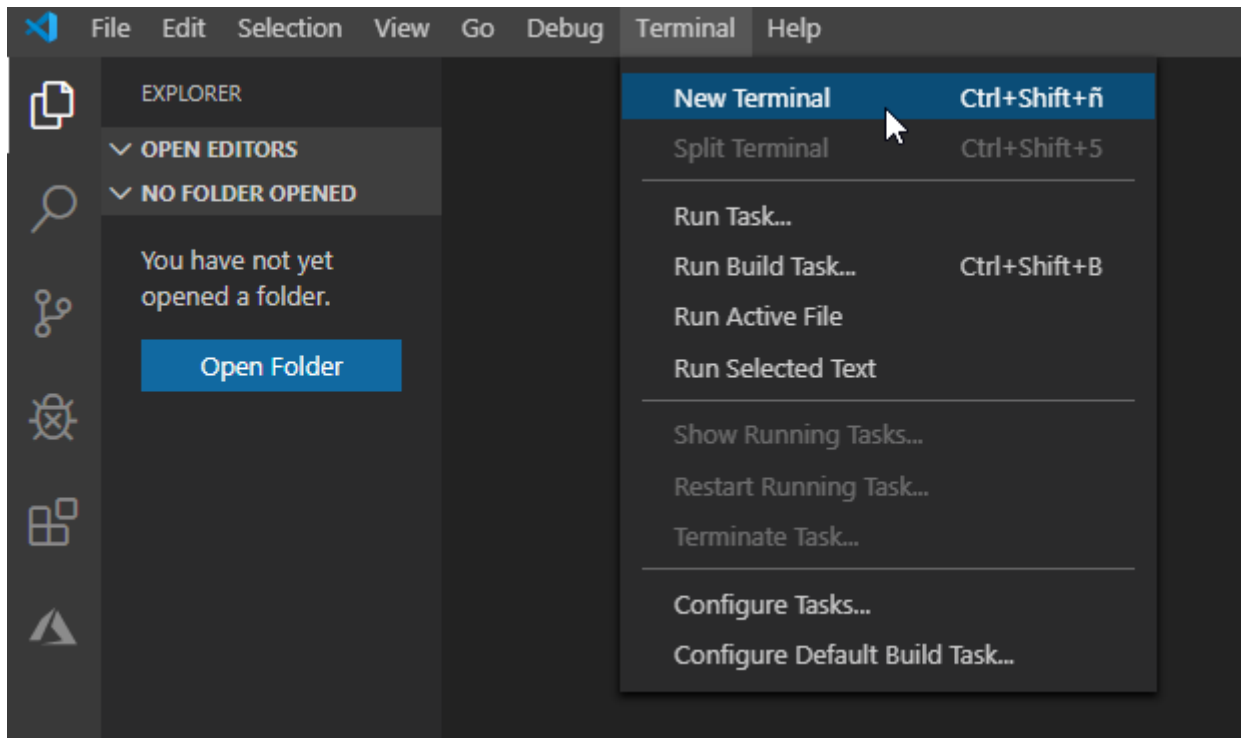 File Edit Selection View Go Debug Terminal Help
EXPLORER
OPEN EDITORS
NO FOLDER OPENED
You have not yet
opened a folder.
Open Folder
New Terminal Ctrl+Shift+ñ
Split Terminal Ctrl+Shift+5
Run Task...
Run Build Task... Ctrl+Shift+B
Run Active File
Run Selected Text
Show Running Tasks...
Restart Running Task...
Terminate Task...
Configure Tasks...
Configure Default Build Task...